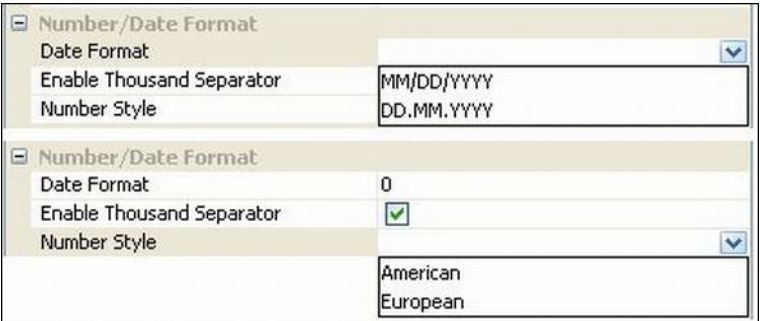 Number/Date Format
Date Format
Enable Thousand Separator MM/DD/YYYY
Number Style DD.MM.YYYY
Number/Date Format
Date Format 0
Enable Thousand Separator
Number Style
American
European